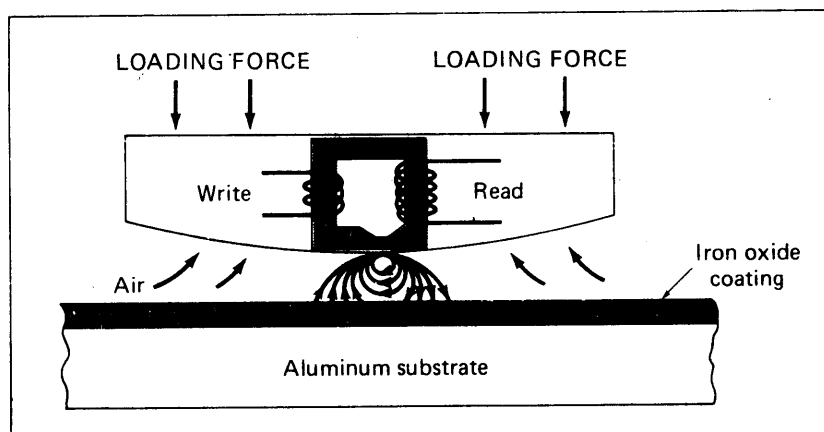 LOADING FORCE
LOADING FORCE
Write
Read
Air
Iron oxide
coating
Aluminum substrate